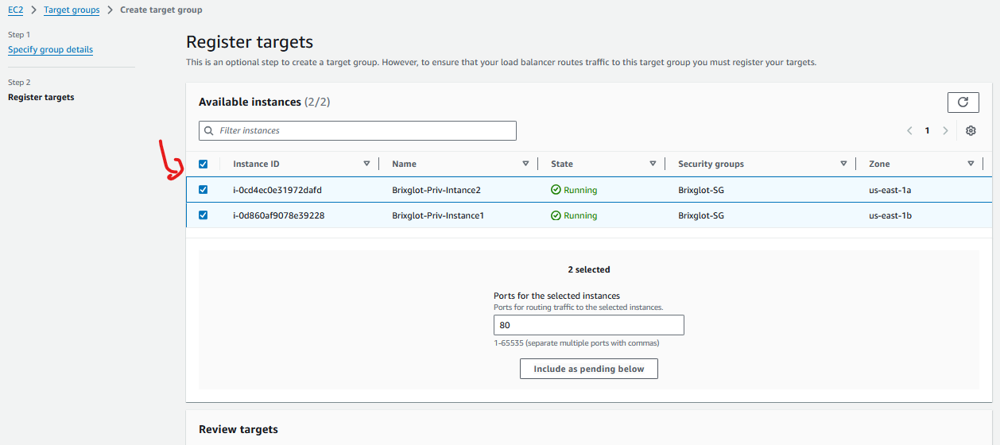 EC2 > Target groups > Create target group
Step 1
Specify group details
Step 2
Register targets
Register targets
This is an optional step to create a target group. However, to ensure that your load balancer routes traffic to this target group you must register your targets.
Available instances (2/2)
Filter instances
1
Instance ID Name State Security groups Zone
i-0cd4ec0e31972dafd Brixglot-Priv-Intance2 Running Brixglot-SG us-east-1a
i-0d860af9078e39228 Brixglot-Priv-Instance1 Running Brixglot-SG us-east-1b
2 selected
Ports for the selected instances
Ports for routing traffic to the selected instances.
80
1-65535 (separate multiple ports with commas)
Include as pending below
Review targets